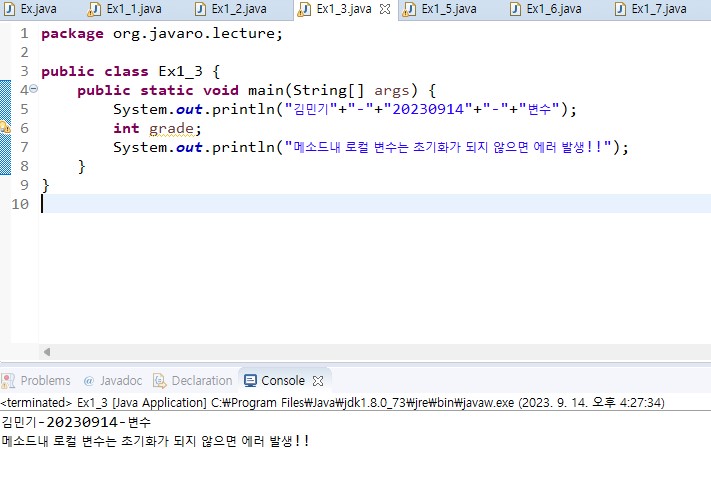 Ex.java Ex1_1.java Ex1_2.java Ex1_3.java Ex1_5.java Ex1_6.java Ex1_7.java
1 package org.javaro.lecture;
2
3 public class Ex1_3 {
4 public static void main(String[] args) {
5 System.out.println("김민기"+"-"+"20230914"+"-"+"변수");
6 int grade;
7 System.out.println("메소드내 로컬 변수는 초기화가 되지 않으면 에러 발생!!");
8 }
9 }
10
Problems @ Javadoc Declaration Console
<terminated> Ex1_3 [Java Application] C:₩Program Files₩Java₩jdk1.8.0_73₩jre₩bin₩javaw.exe (2023. 9. 14. 오후 4:27:34)
김민기-20230914-변수
메소드내 로컬 변수는 초기화가 되지 않으면 에러 발생!!